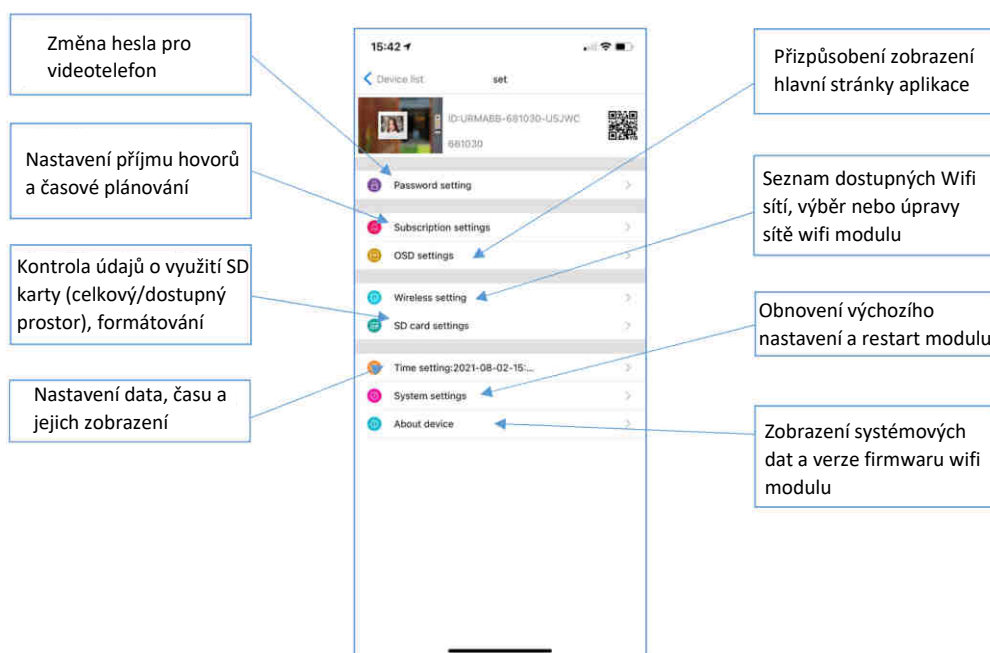 Změna hesla pro
videotelefon
Nastavení příjmu hovorů
a časové plánování
Kontrola údajů o využití SD
karty (celkový/dostupný
prostor), formátování
Nastavení data, času a
jejich zobrazení
15:42
Device list
set
ID:URMABB-681030-USJWC
681030
Password setting
Subscription settings
OSD settings
Wireless setting
SD card settings
Time setting:2021-08-02-15:...
System settings
About device
Přizpůsobení zobrazení
hlavní stránky aplikace
Seznam dostupných Wifi
sítí, výběr nebo úpravy
sítě wifi modulu
Obnovení výchozího
nastavení a restart modulu
Zobrazení systémových
dat a verze firmwaru wifi
modulu